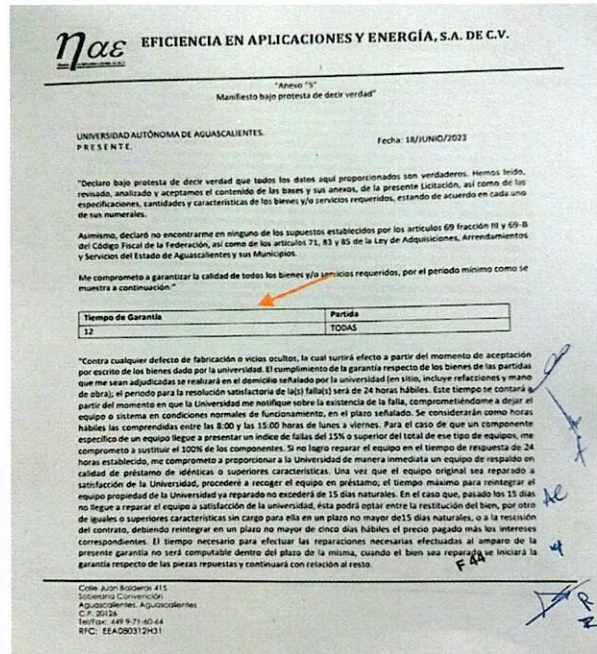 ηαε EFICIENCIA EN APLICACIONES Y ENERGÍA, S.A. DE C.V.
"Anexo "5"
Manifiesto bajo protesta de decir verdad"
UNIVERSIDAD AUTÓNOMA DE AGUASCALIENTES.
P R E S E N T E.
Fecha: 18/JUNIO/2023
"Declaro bajo protesta de decir verdad que todos los datos aquí proporcionados son verdaderos. Hemos leído,
revisado, analizado y aceptamos el contenido de las bases y sus anexos, de la presente Licitación, así como de las
especificaciones, cantidades y características de los bienes y/o servicios requeridos, estando de acuerdo en cada uno
de sus numerales.
Asimismo, declaró no encontrarme en ninguno de los supuestos establecidos por los artículos 69 fracción III y 69-B
del Código Fiscal de la Federación, así como de los artículos 71, 83 y 85 de la Ley de Adquisiciones, Arrendamientos
y Servicios del Estado de Aguascalientes y sus Municipios.
Me comprometo a garantizar la calidad de todos los bienes y/o servicios requeridos, por el periodo mínimo como se
muestra a continuación:"
Tiempo de Garantía Partida
12 TODAS
"Contra cualquier defecto de fabricación o vicios ocultos, la cual surtirá efecto a partir del momento de aceptación
por escrito de los bienes dado por la universidad. El cumplimiento de la garantía respecto de los bienes de las partidas
que me sean adjudicadas se realizará en el domicilio señalado por la universidad (en sitio, incluye refacciones y mano
de obra); el periodo para la resolución satisfactoria de la(s) falla(s) será de 24 horas hábiles. Este tiempo se contará a
partir del momento en que la Universidad me notifique sobre la existencia de la falla, comprometiéndome a dejar el
equipo o sistema en condiciones normales de funcionamiento, en el plazo señalado. Se considerarán como horas
hábiles las comprendidas entre las 8:00 y las 15:00 horas de lunes a viernes. Para el caso de que un componente
específico de un equipo llegue a presentar un índice de fallas del 15% o superior del total de ese tipo de equipos, me
comprometo a sustituir el 100% de los componentes. Si no logro reparar el equipo en el tiempo de respuesta de 24
horas establecido, me comprometo a proporcionar a la Universidad de manera inmediata un equipo de respaldo en
calidad de préstamo de idénticas o superiores características. Una vez que el equipo original sea reparado a
satisfacción de la Universidad, procederé a recoger el equipo en préstamo; el tiempo máximo para reintegrar el
equipo propiedad de la Universidad ya reparado no excederá de 15 días naturales. En el caso que, pasado los 15 días
no llegue a reparar el equipo a satisfacción de la universidad, ésta podrá optar entre la restitución del bien, por otro
de iguales o superiores características sin cargo para ella en un plazo no mayor de15 días naturales, o a la rescisión
del contrato, debiendo reintegrar en un plazo no mayor de cinco días hábiles el precio pagado más los intereses
correspondientes. El tiempo necesario para efectuar las reparaciones necesarias efectuadas al amparo de la
presente garantía no será computable dentro del plazo de la misma, cuando el bien sea reparado se iniciará la
garantía respecto de las piezas repuestas y continuará con relación al resto.
F 44
Calle Juan Balderas 415
Soberana Convención
Aguascalientes, Aguascalientes
C.P. 20126
Tel/Fax: 449 9-71-60-64
RFC: EEA080312H31